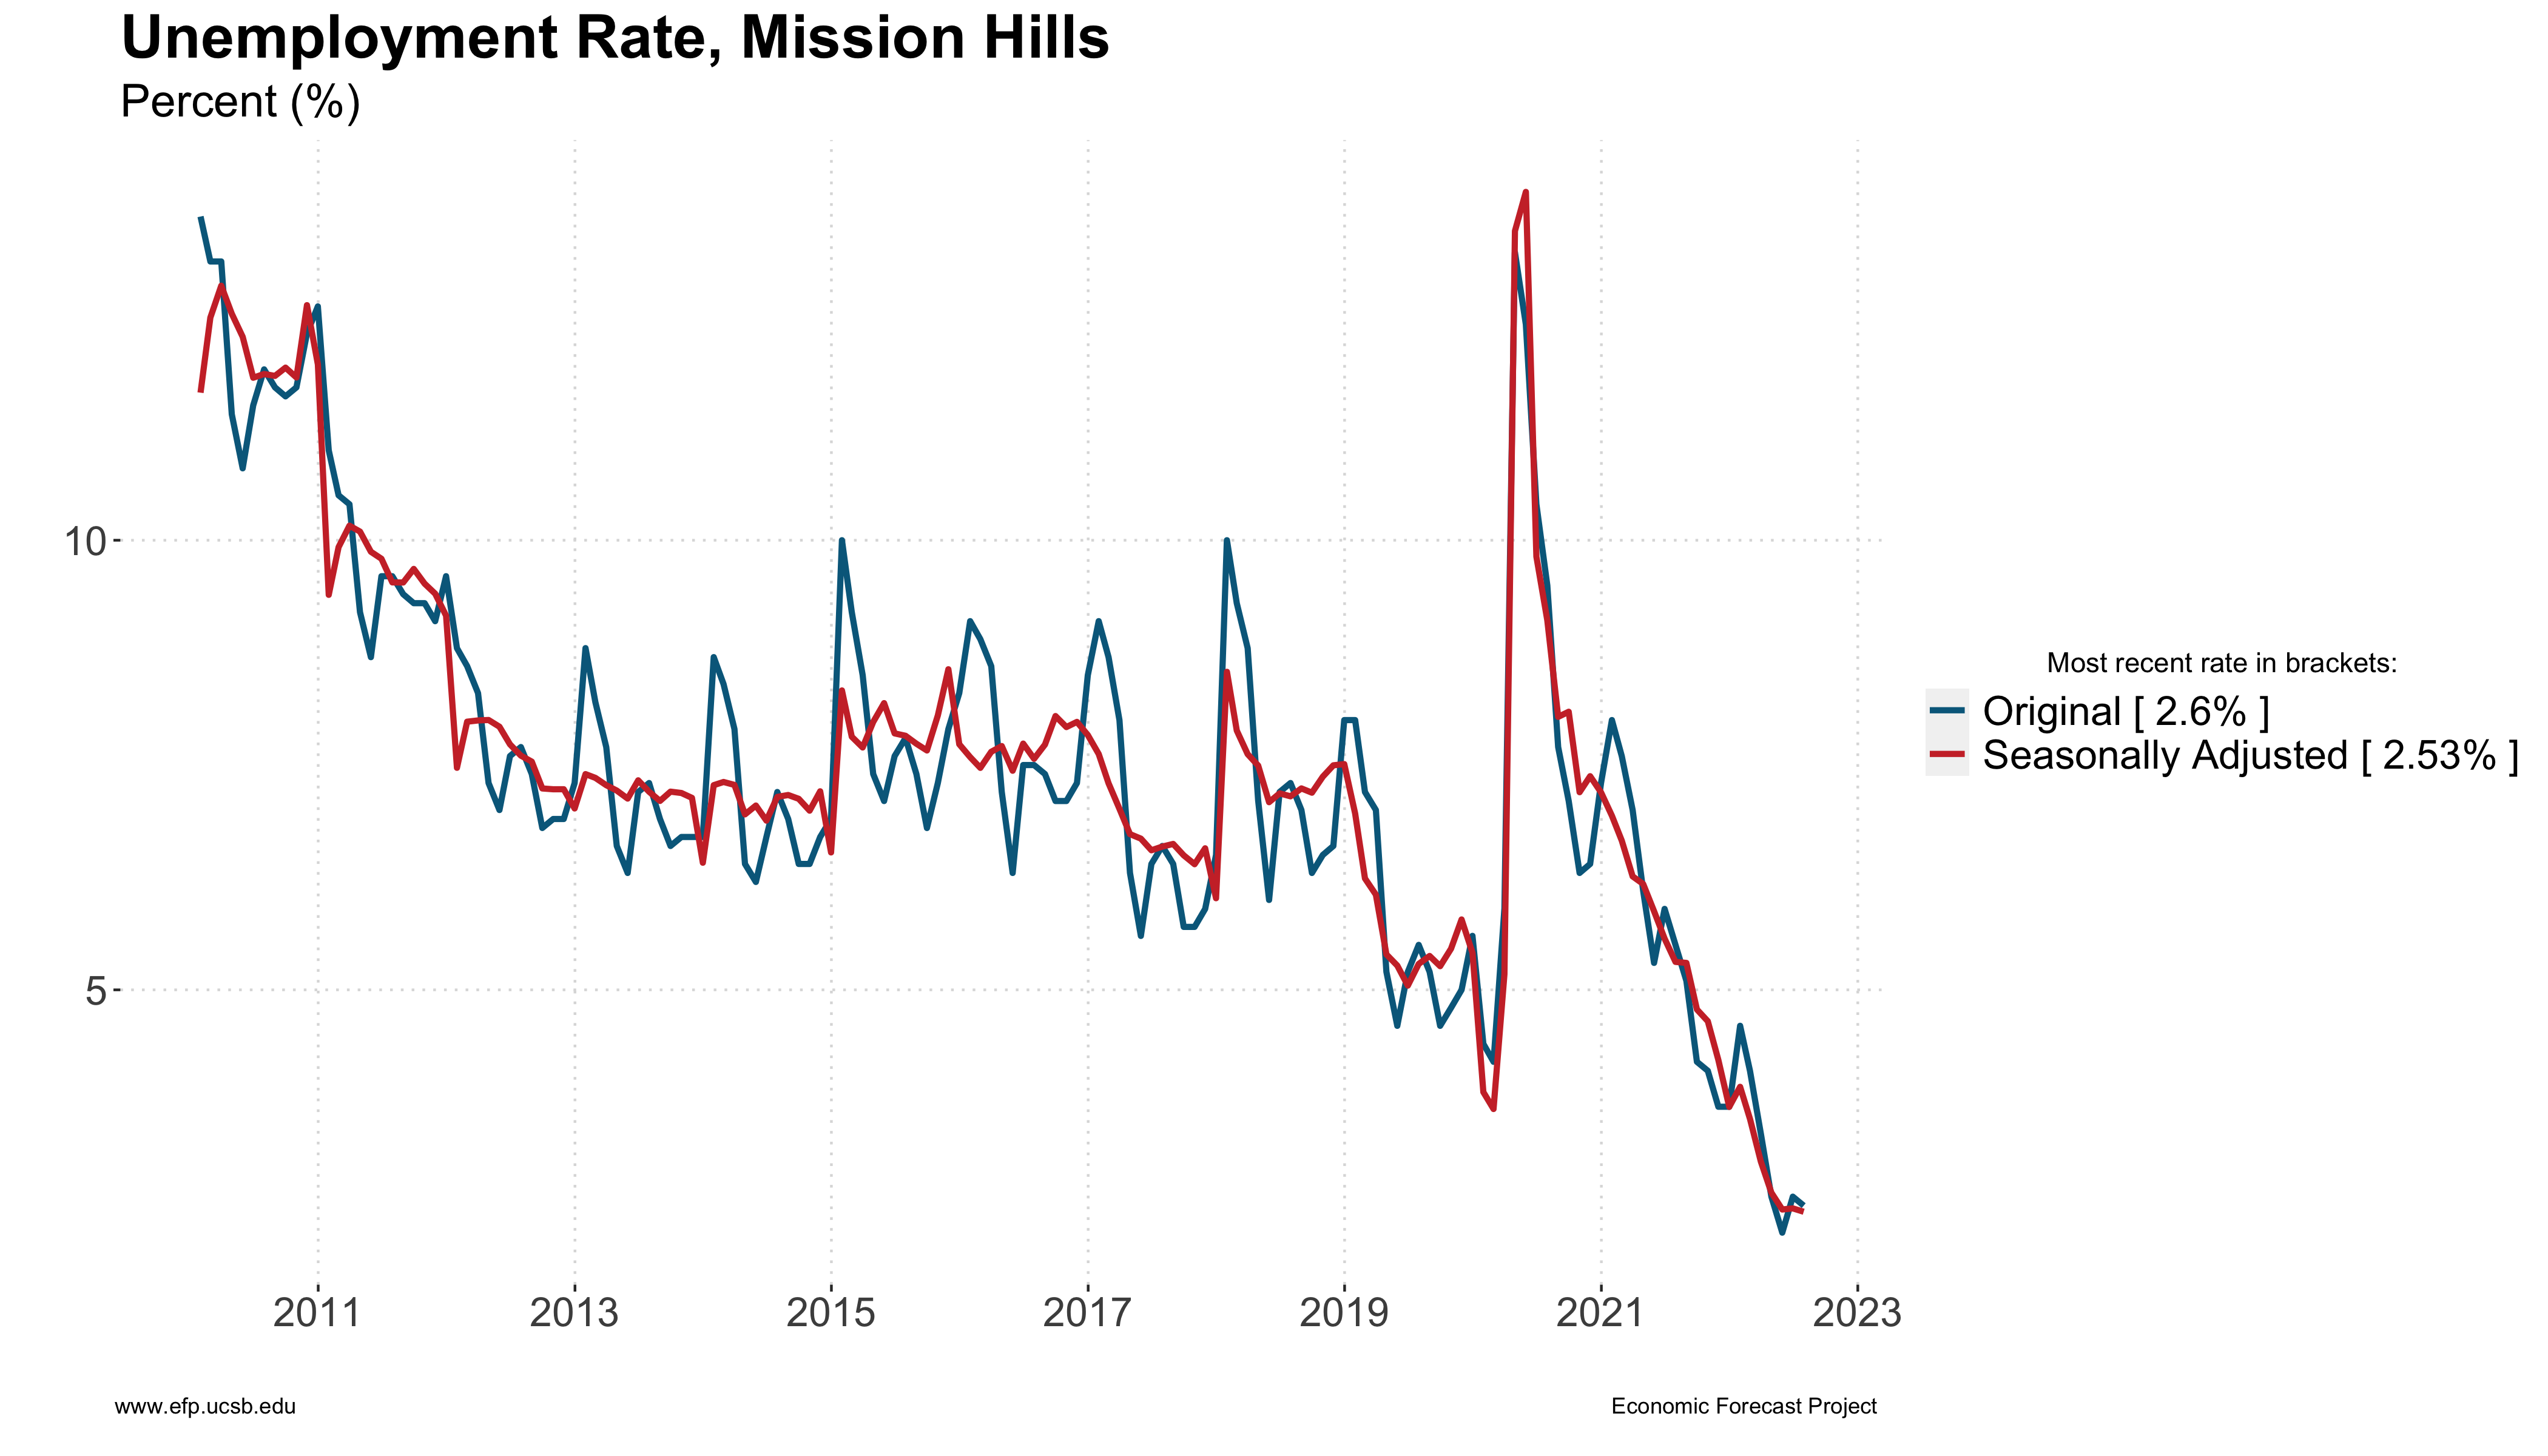 Unemployment Rate, Mission Hills
Percent (%)
10
5
2011 2013 2015 2017 2019 2021 2023
Most recent rate in brackets:
Original [ 2.6% ]
Seasonally Adjusted [ 2.53% ]
www.efp.ucsb.edu
Economic Forecast Project